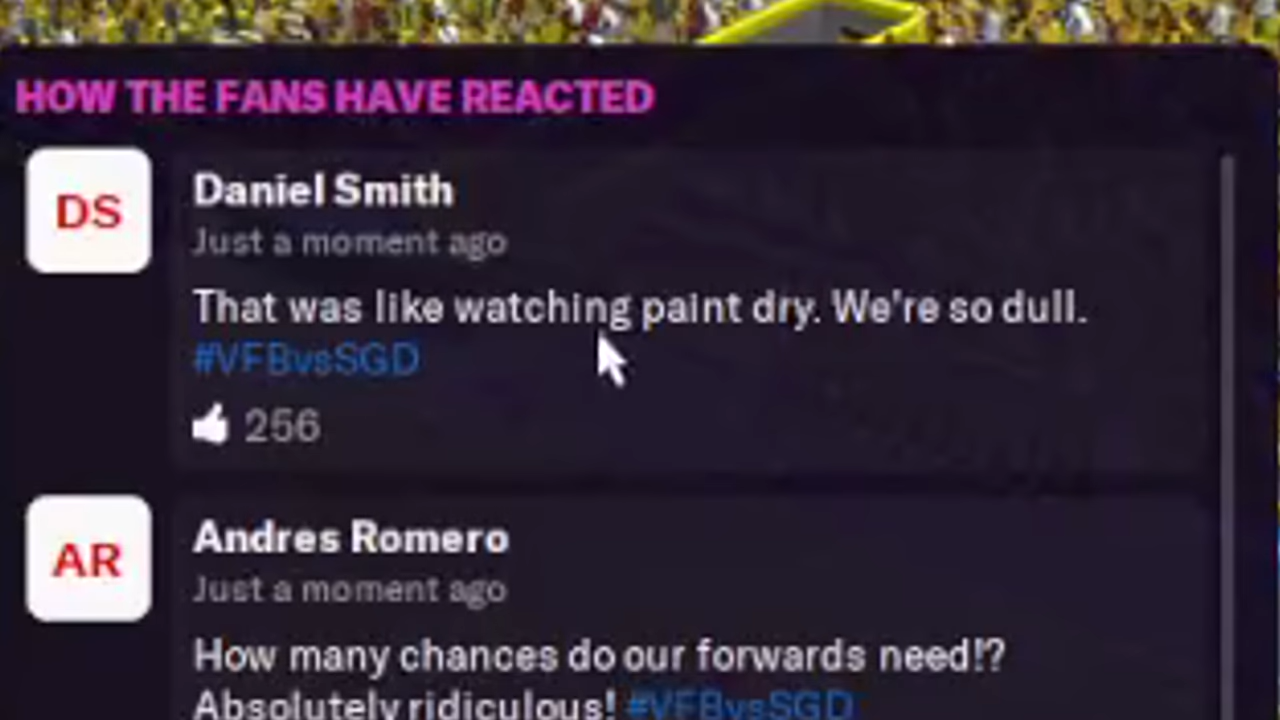 HOW THE FANS HAVE REACTED
DS
Daniel Smith
Just a moment ago
That was like watching paint dry. We're so dull.
#VFBvsSGD
256
AR
Andres Romero
Just a moment ago
How many chances do our forwards need!?
Absolutely ridiculous! #VFBvsSGD